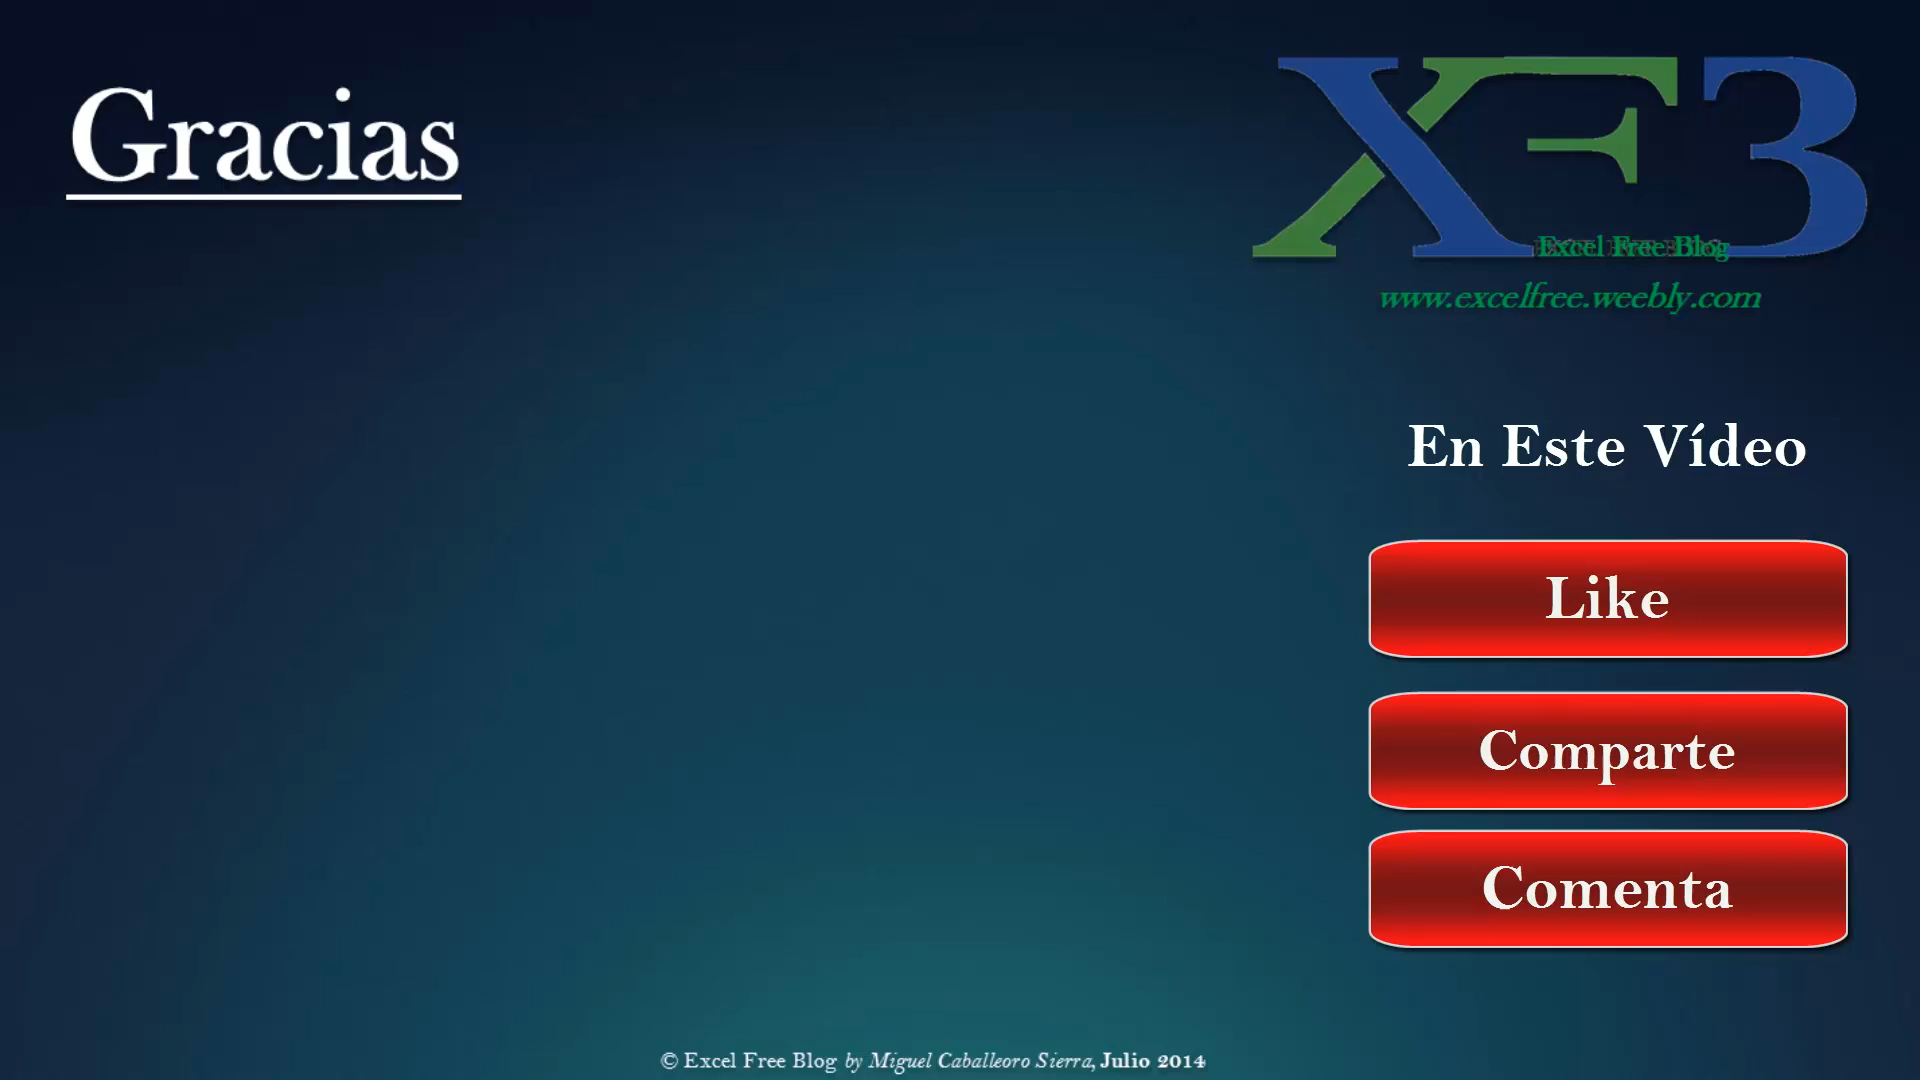 Gracias
XF3
Excel Free Blog
www.excelfree.weebly.com
En Este Vídeo
Like
Comparte
Comenta
© Excel Free Blog by Miguel Caballeoro Sierra, Julio 2014